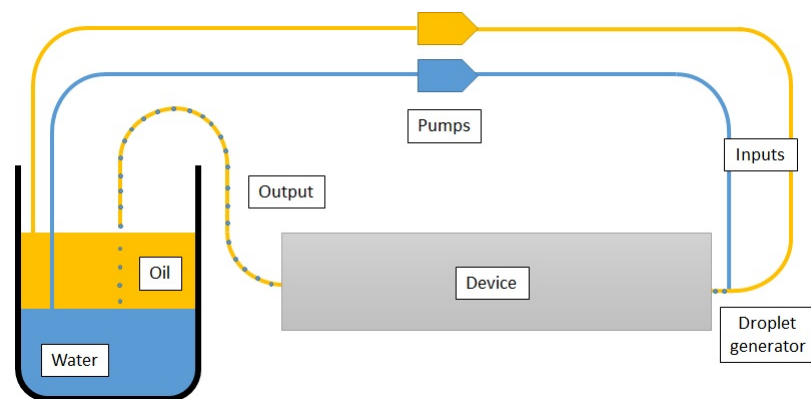 Pumps
Inputs
Output
Oil
Device
Droplet
generator
Water